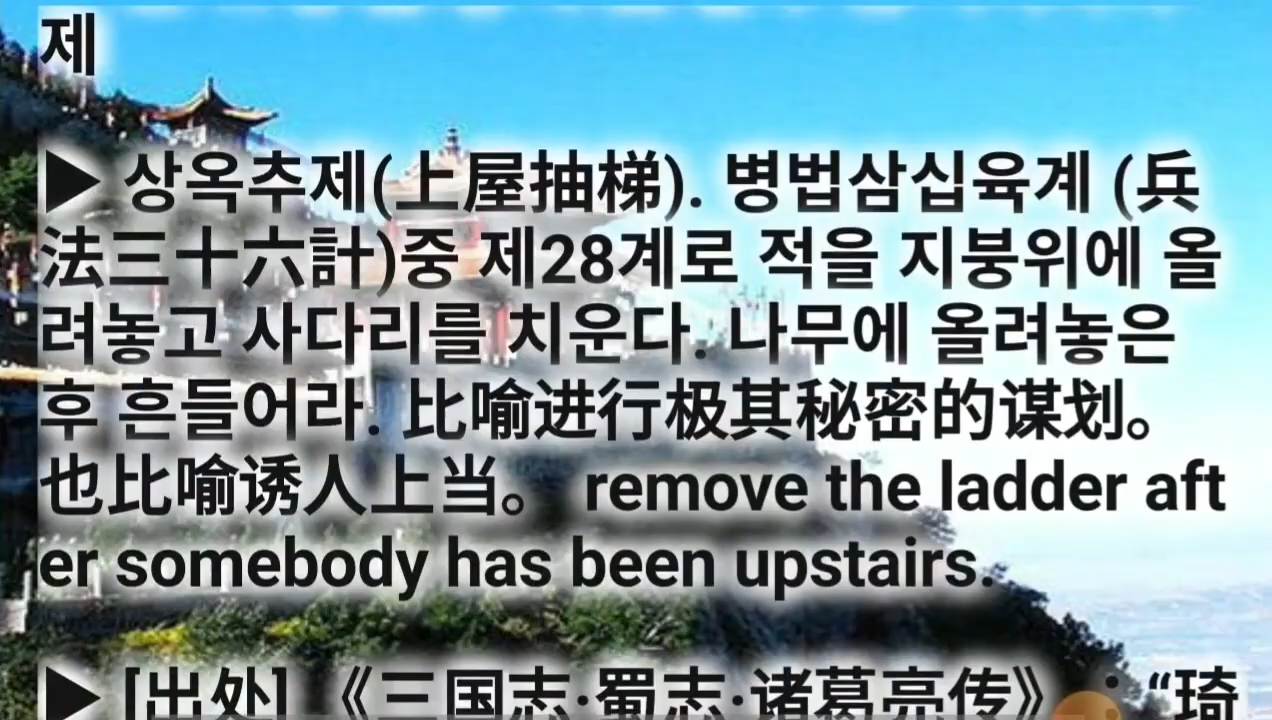 제
▶ 상옥추제(上屋抽梯). 병법삼십육계 (兵
法三十六計)중 제28계로 적을 지붕위에 올
려놓고 사다리를 치운다. 나무에 올려놓은
후 흔들어라. 比喻进行极其秘密的谋划。
也比喻诱人上当。 remove the ladder aft
er somebody has been upstairs.
▶ [出处] 《三国志·蜀志·诸葛亮传》：“琦